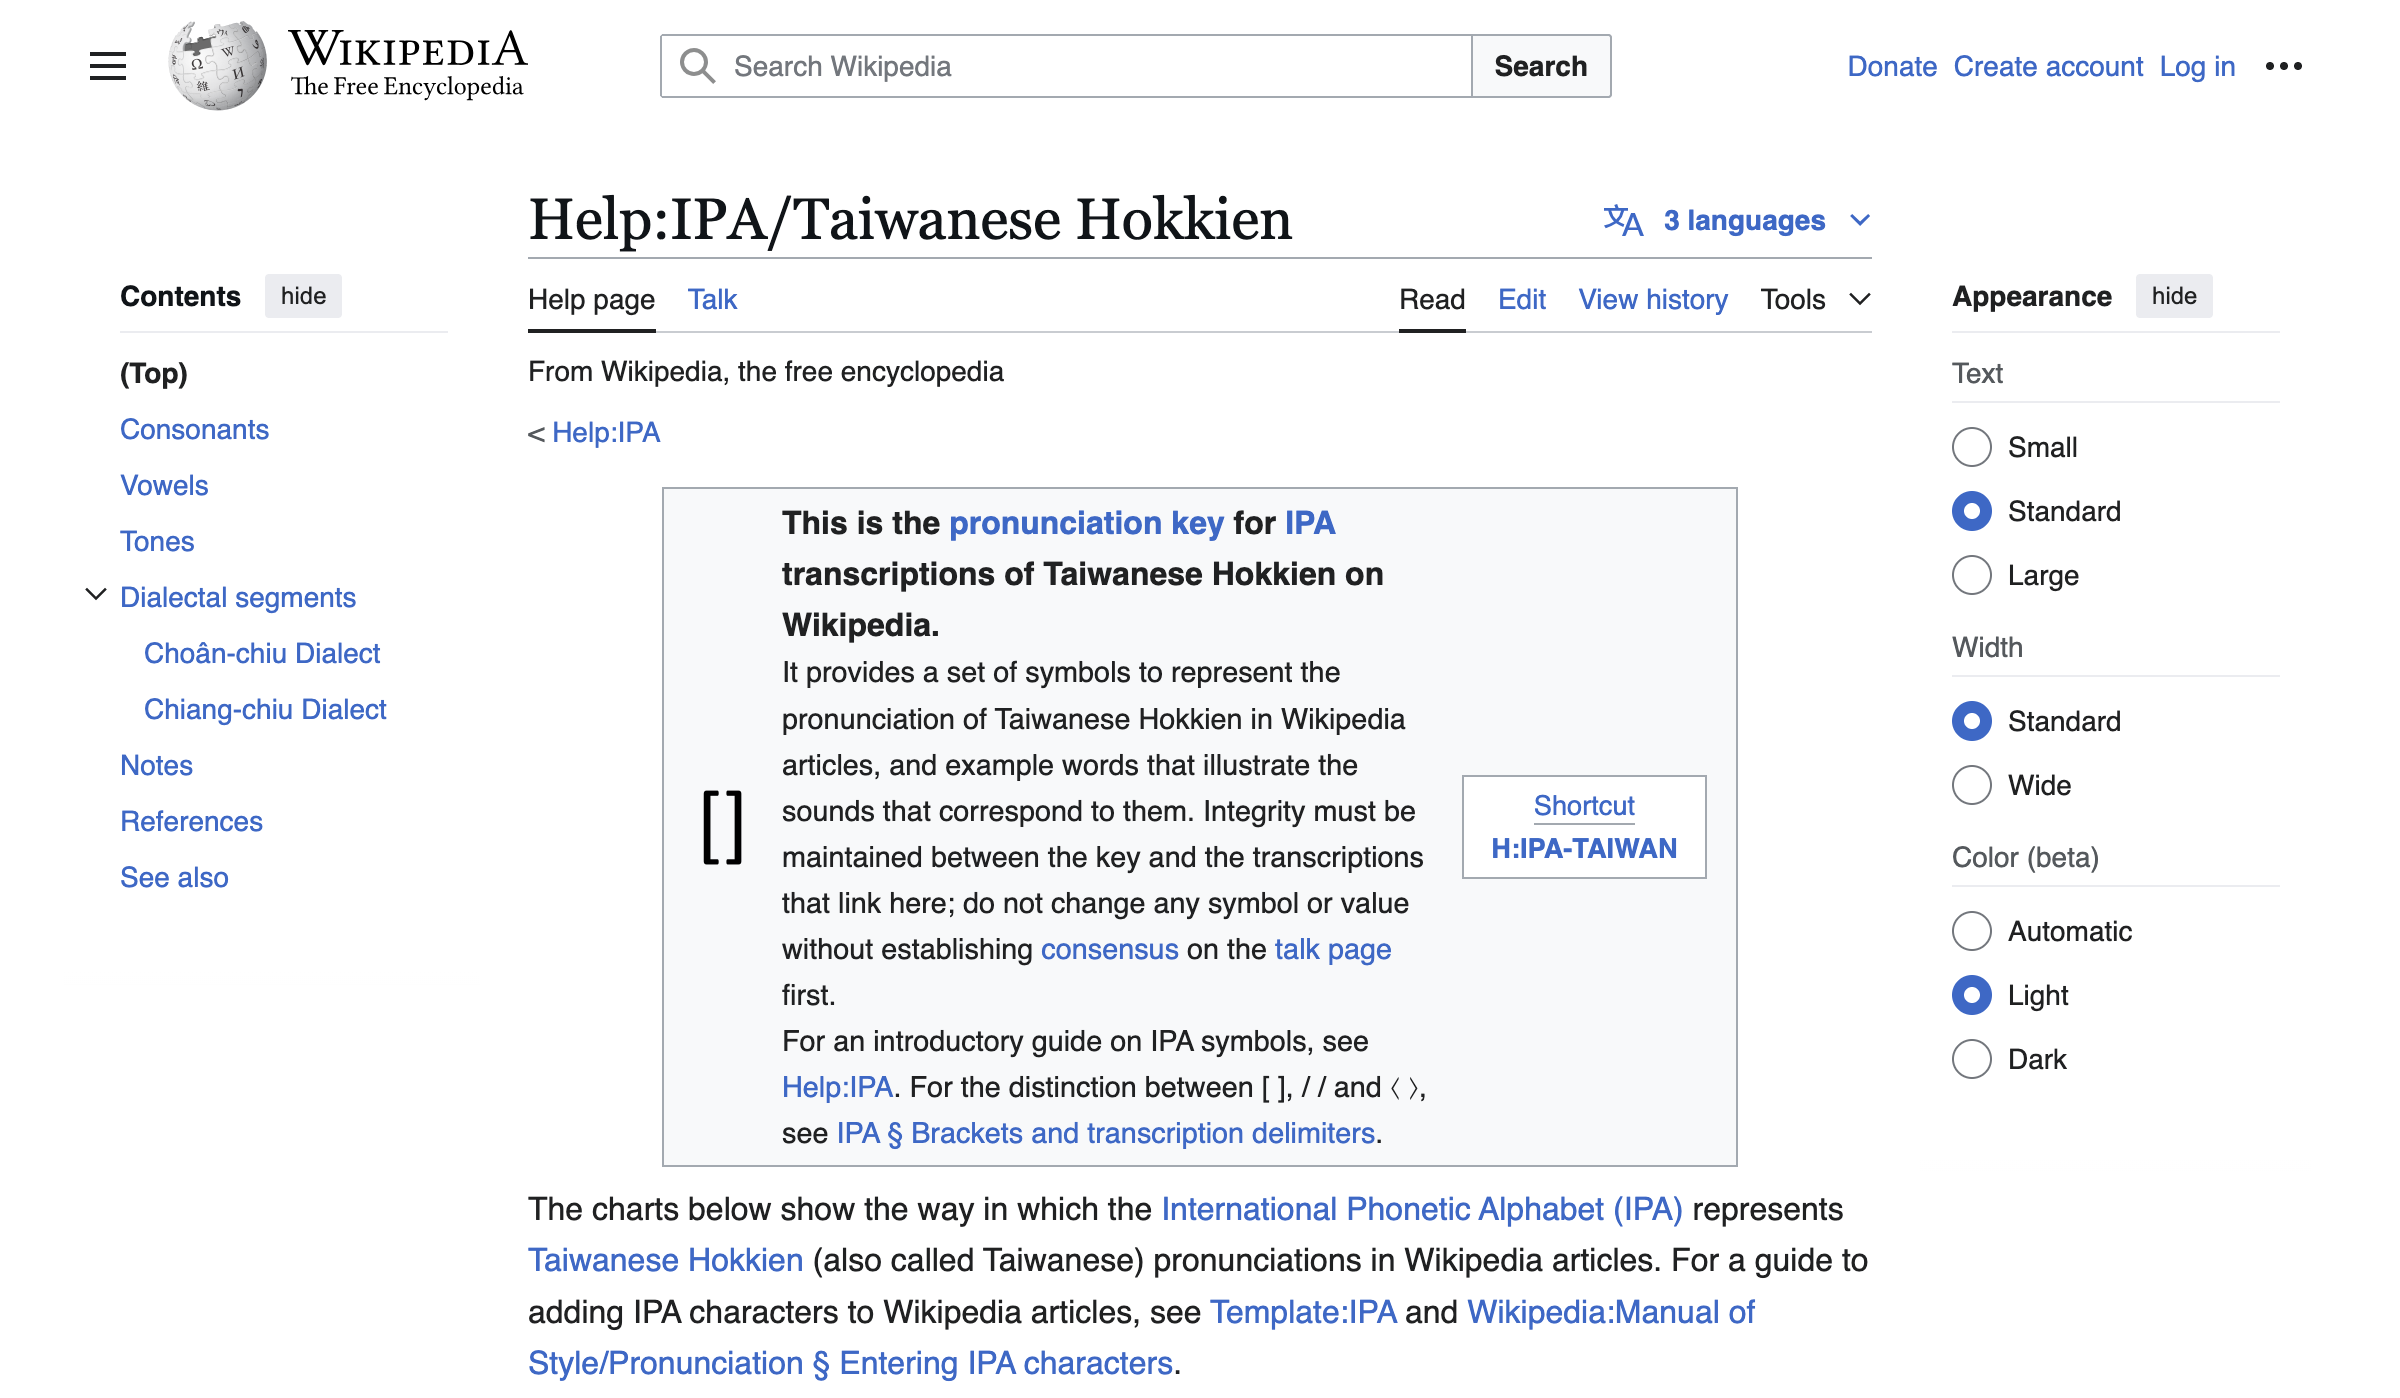 WIKIPEDIA
The Free Encyclopedia
Search Wikipedia
Search
Donate
Create account
Log in
Contents
hide
(Top)
Consonants
Vowels
Tones
Dialectal segments
Choân-chiu Dialect
Chiang-chiu Dialect
Notes
References
See also
Help:IPA/Taiwanese Hokkien
3 languages
Help page
Talk
Read
Edit
View history
Tools
From Wikipedia, the free encyclopedia
< Help:IPA
[]
This is the pronunciation key for IPA
transcriptions of Taiwanese Hokkien on
Wikipedia.
It provides a set of symbols to represent the
pronunciation of Taiwanese Hokkien in Wikipedia
articles, and example words that illustrate the
sounds that correspond to them. Integrity must be
maintained between the key and the transcriptions
that link here; do not change any symbol or value
without establishing consensus on the talk page
first.
For an introductory guide on IPA symbols, see
Help:IPA. For the distinction between [ ], / / and ⟨ ⟩,
see IPA § Brackets and transcription delimiters.
Shortcut
H:IPA-TAIWAN
The charts below show the way in which the International Phonetic Alphabet (IPA) represents
Taiwanese Hokkien (also called Taiwanese) pronunciations in Wikipedia articles. For a guide to
adding IPA characters to Wikipedia articles, see Template:IPA and Wikipedia:Manual of
Style/Pronunciation § Entering IPA characters.
Appearance
hide
Text
Small
Standard
Large
Width
Standard
Wide
Color (beta)
Automatic
Light
Dark